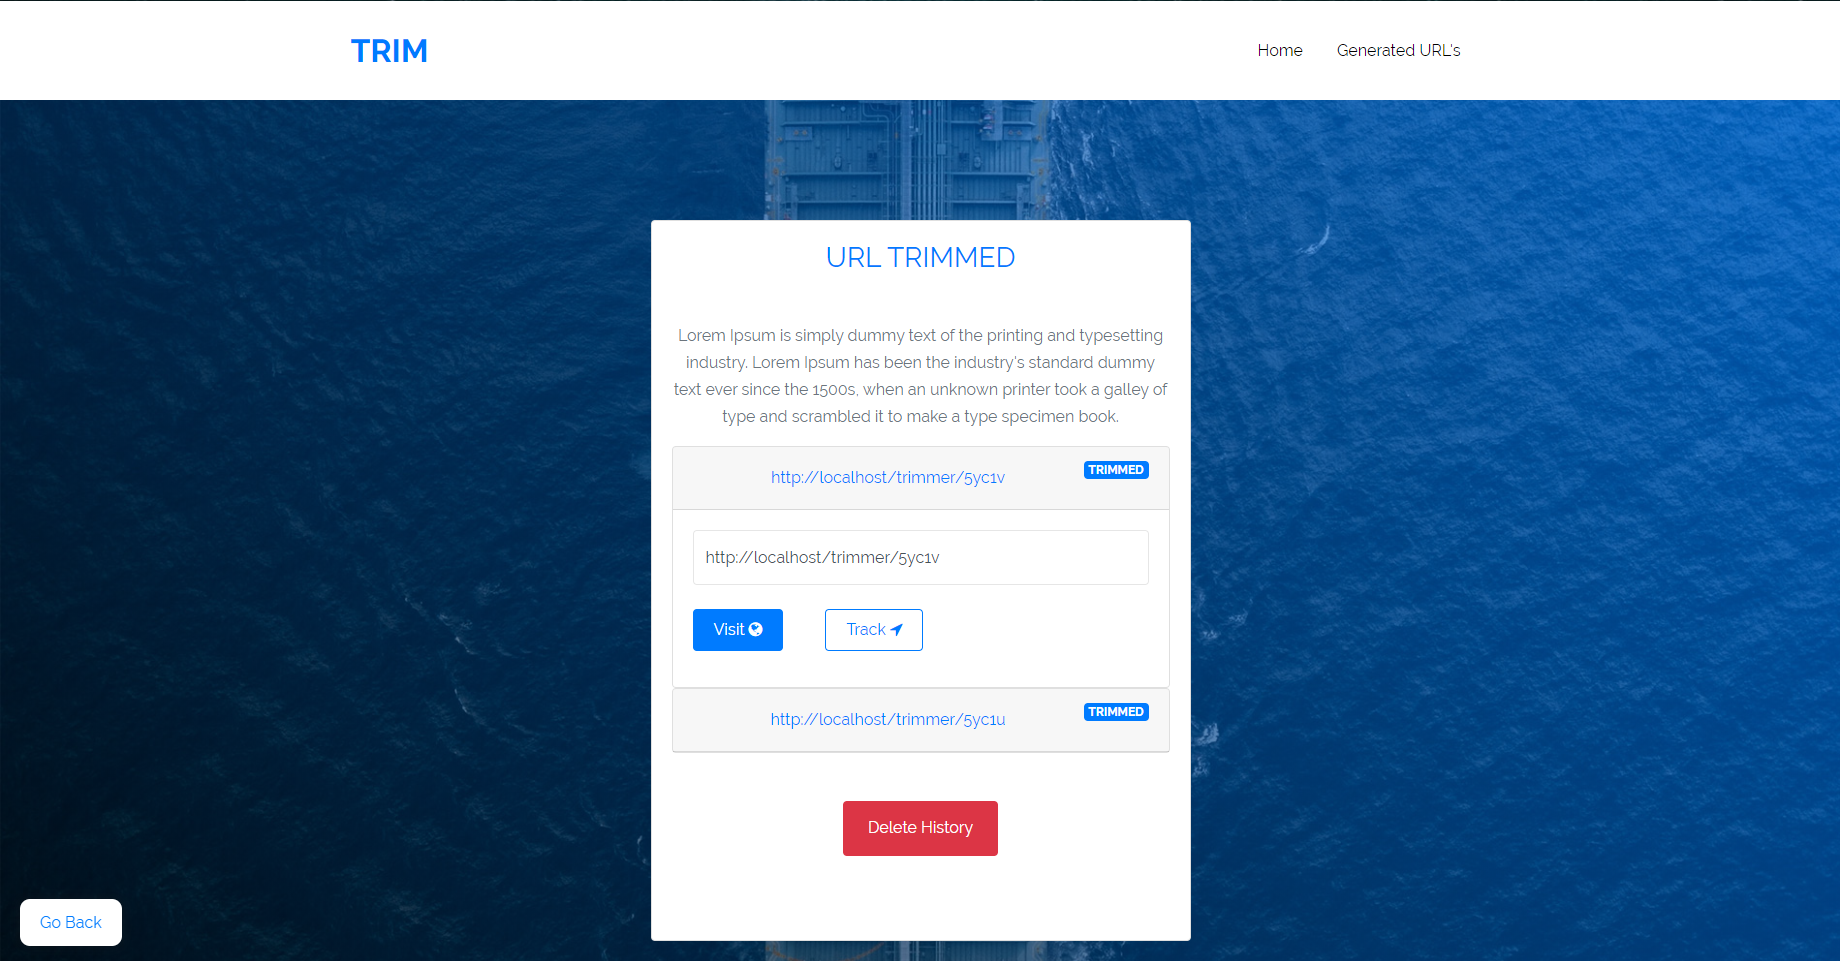 TRIM
Home
Generated URL's
URL TRIMMED
Lorem Ipsum is simply dummy text of the printing and typesetting
industry. Lorem Ipsum has been the industry's standard dummy
text ever since the 1500s, when an unknown printer took a galley of
type and scrambled it to make a type specimen book.
http://localhost/trimmer/5yc1v
TRIMMED
http://localhost/trimmer/5yc1v
Visit
Track
http://localhost/trimmer/5yc1u
TRIMMED
Delete History
Go Back